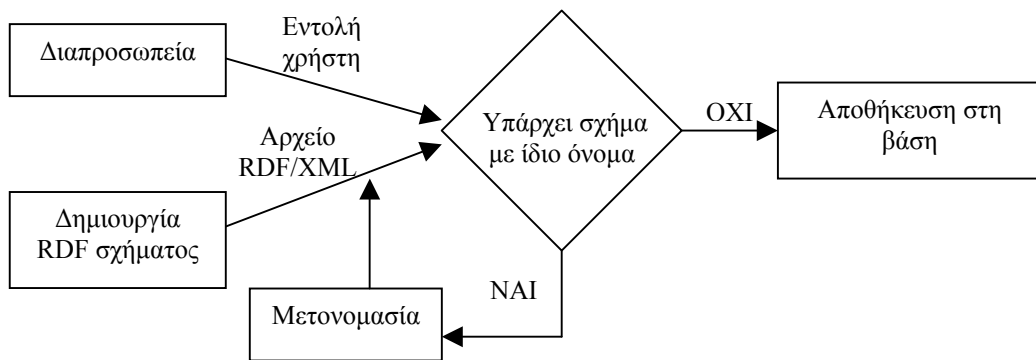 Διαπροσωπεία
Εντολή
χρήστη
Αρχείο
RDF/XML
Δημιουργία
RDF σχήματος
Υπάρχει σχήμα
με ίδιο όνομα
ΟΧΙ
Αποθήκευση στη
βάση
ΝΑΙ
Μετονομασία